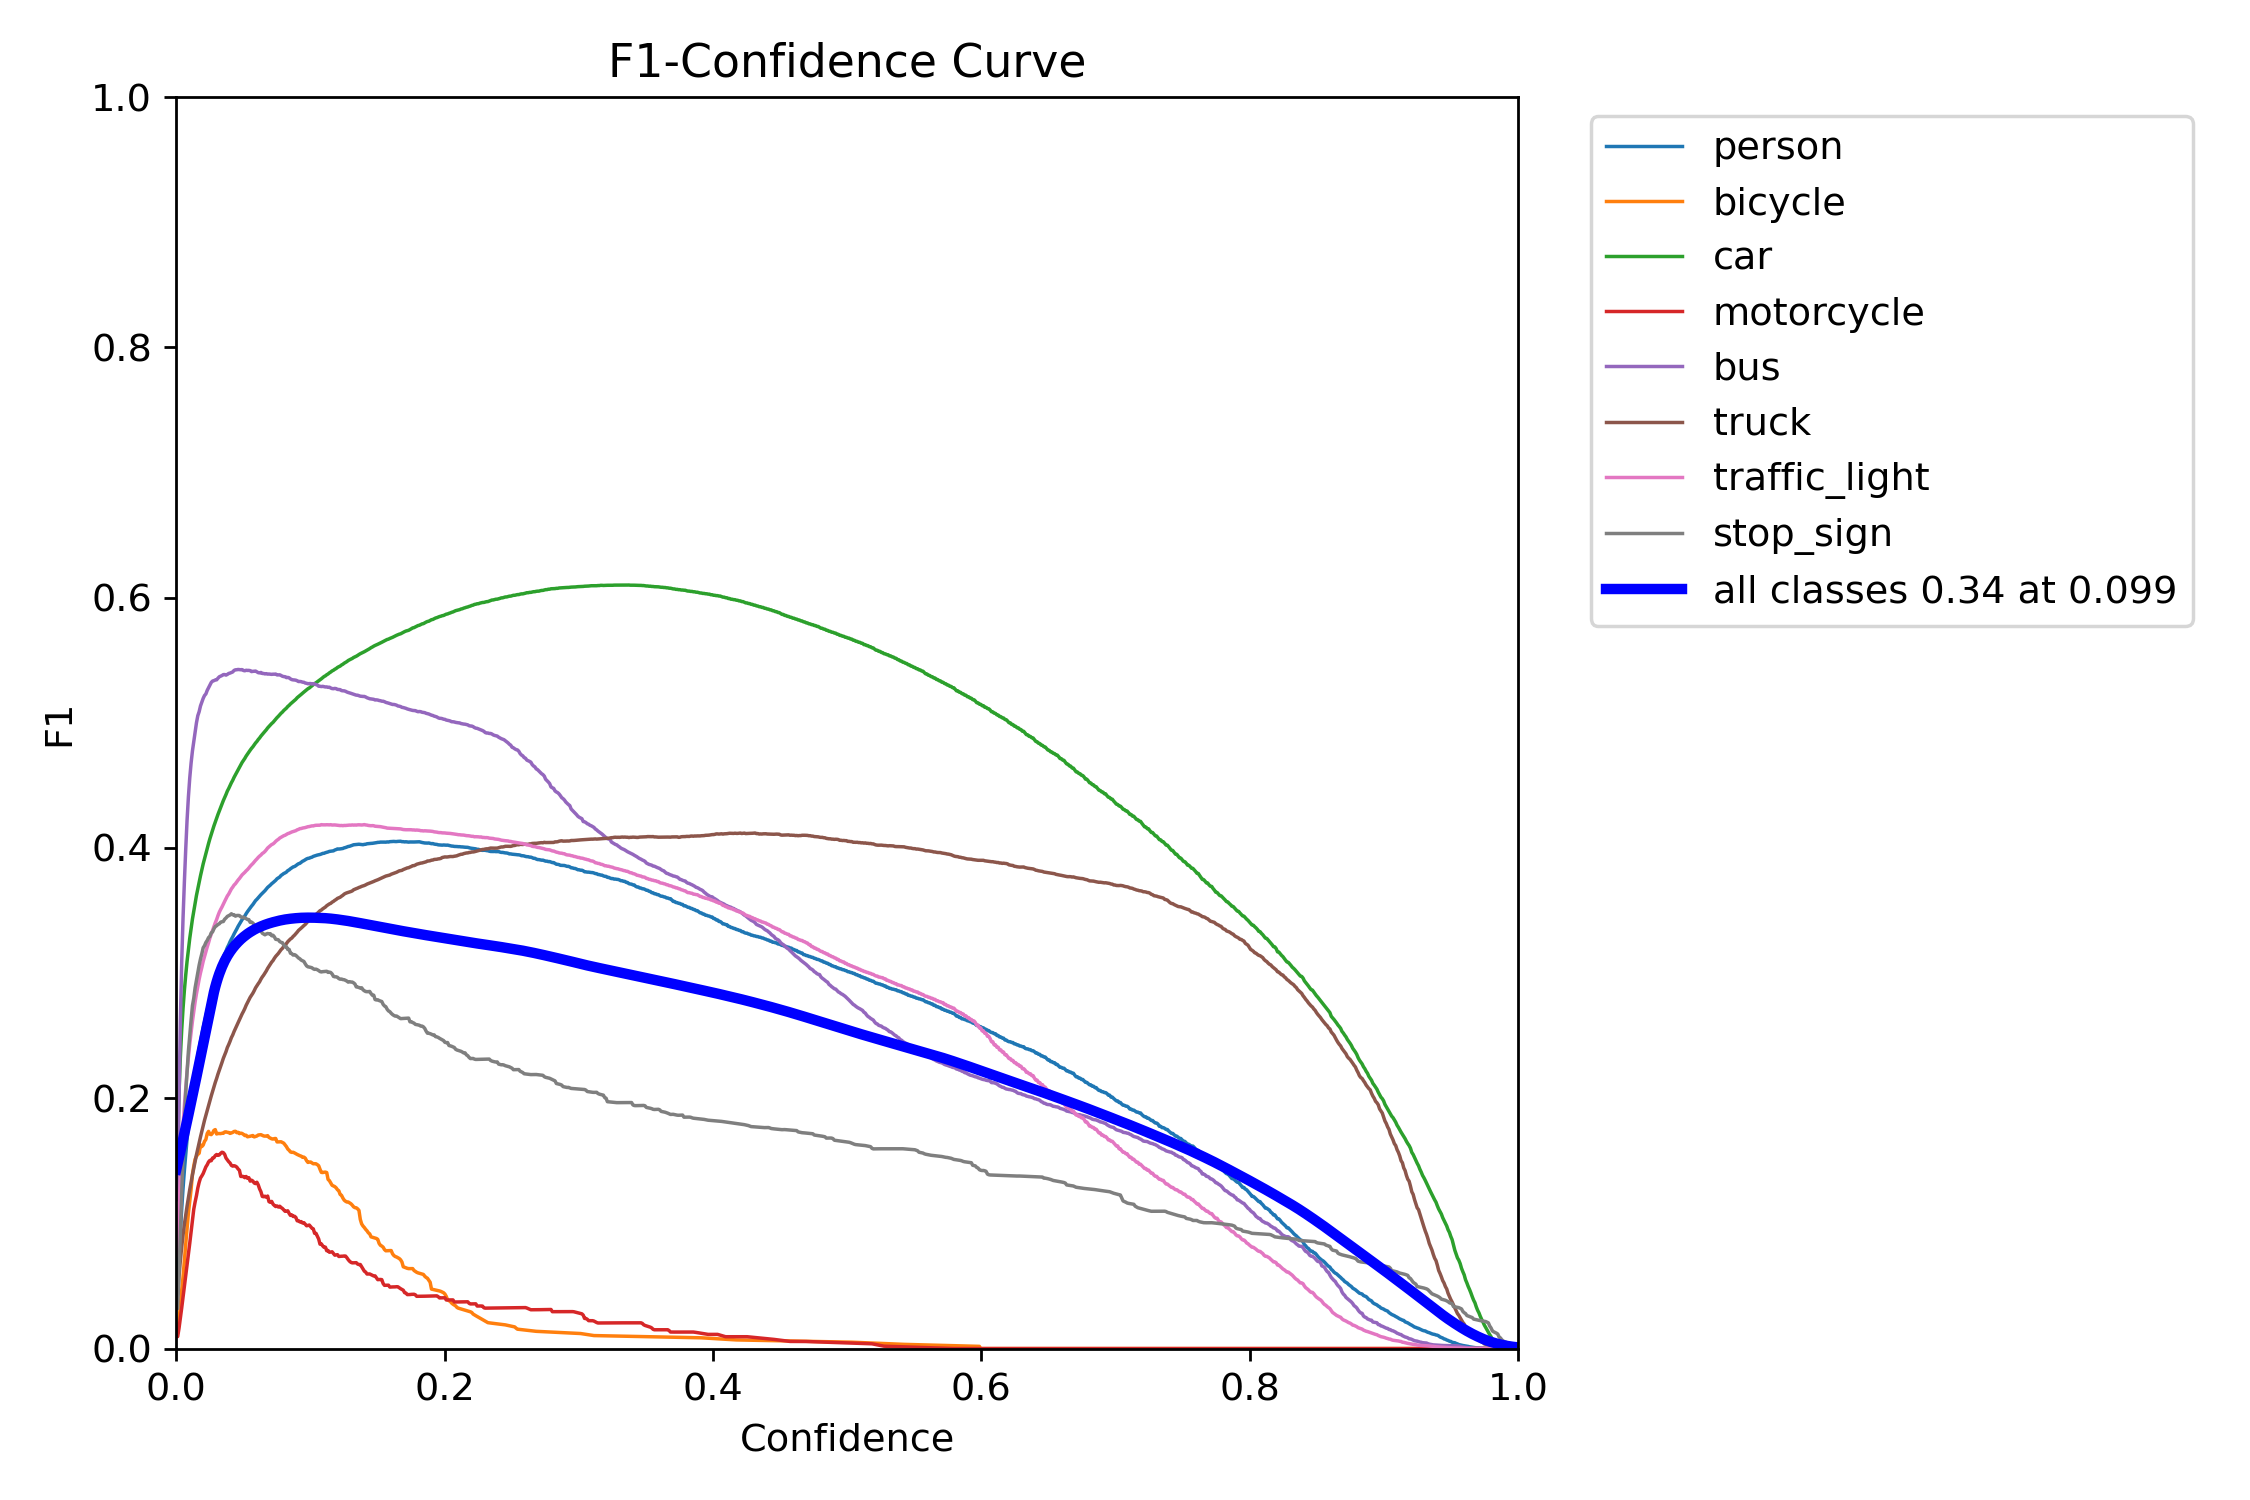 F1-Confidence Curve
1.0
0.8
0.6
0.4
0.2
0.0
F1
0.0 0.2 0.4 0.6 0.8 1.0
Confidence
person
bicycle
car
motorcycle
bus
truck
traffic_light
stop_sign
all classes 0.34 at 0.099